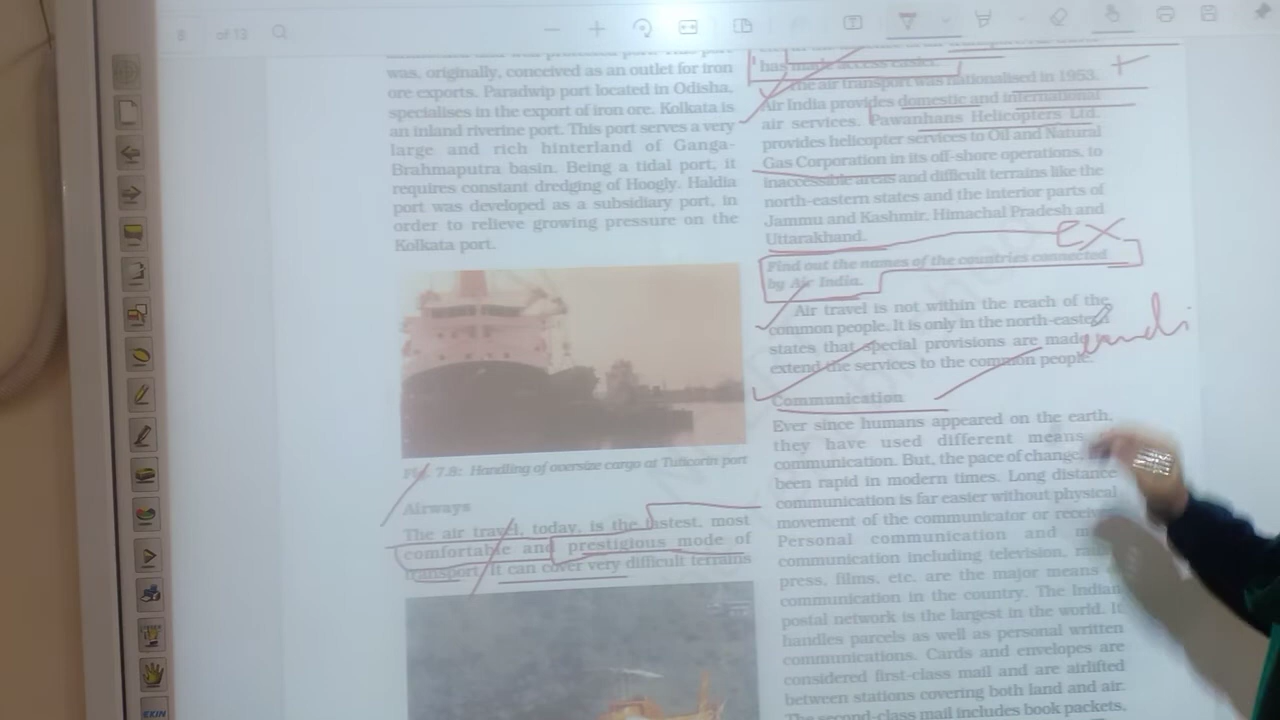 8 of 13
was, originally, conceived as an outlet for iron
ore exports. Paradwip port located in Odisha,
specialises in the export of iron ore. Kolkata is
an inland riverine port. This port serves a very
large and rich hinterland of Ganga-
Brahmaputra basin. Being a tidal port, it
requires constant dredging of Hoogly. Haldia
port was developed as a subsidiary port, in
order to relieve growing pressure on the
Kolkata port.
Fig. 7.8: Handling of oversize cargo at Tuticorin port
Airways
The air travel, today, is the fastest, most
comfortable and prestigious mode of
transport. It can cover very difficult terrains
has made access easier.
The air transport was nationalised in 1953.
Air India provides domestic and international
air services. Pawanhans Helicopters Ltd.
provides helicopter services to Oil and Natural
Gas Corporation in its off-shore operations, to
inaccessible areas and difficult terrains like the
north-eastern states and the interior parts of
Jammu and Kashmir, Himachal Pradesh and
Uttarakhand.
EX
Find out the names of the countries connected
by Air India.
Air travel is not within the reach of the
common people. It is only in the north-eastern
states that special provisions are made
extend the services to the common people.
Communication
Ever since humans appeared on the earth,
they have used different means
communication. But, the pace of change,
been rapid in modern times. Long distance
communication is far easier without physical
movement of the communicator or receiver
Personal communication and
communication including television,
press, films, etc. are the major means
communication in the country. The Indian
postal network is the largest in the world. It
handles parcels as well as personal written
communications. Cards and envelopes are
considered first-class mail and are airlifted
between stations covering both land and air.
The second-class mail includes book packets,